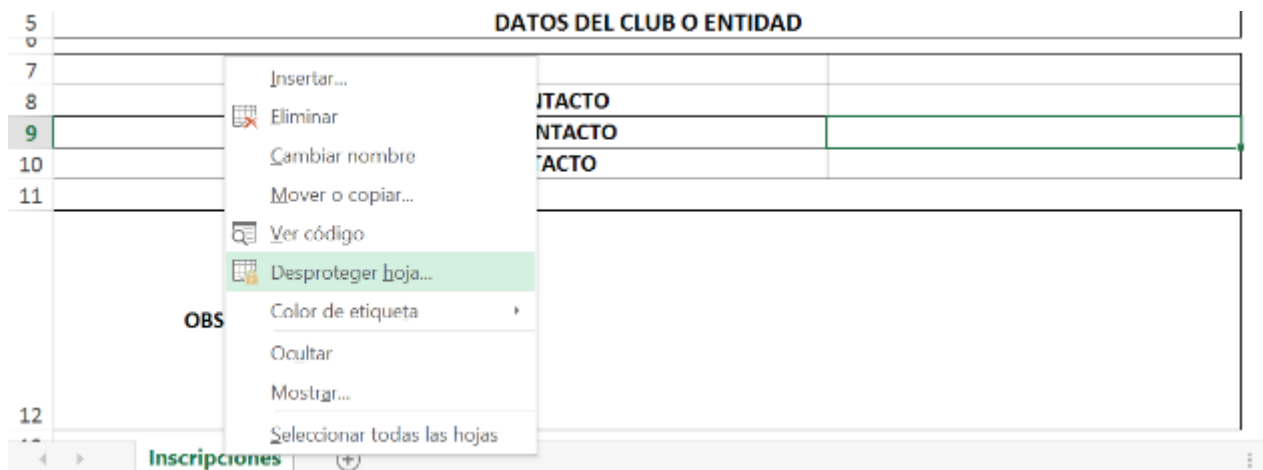 5 DATOS DEL CLUB O ENTIDAD
6
7
8 NTACTO
9 NTACTO
10 TACTO
11
Insertar...
Eliminar
Cambiar nombre
Mover o copiar...
Ver código
Desproteger hoja...
Color de etiqueta
OBS
Ocultar
Mostrar...
12
Seleccionar todas las hojas
Inscripciones